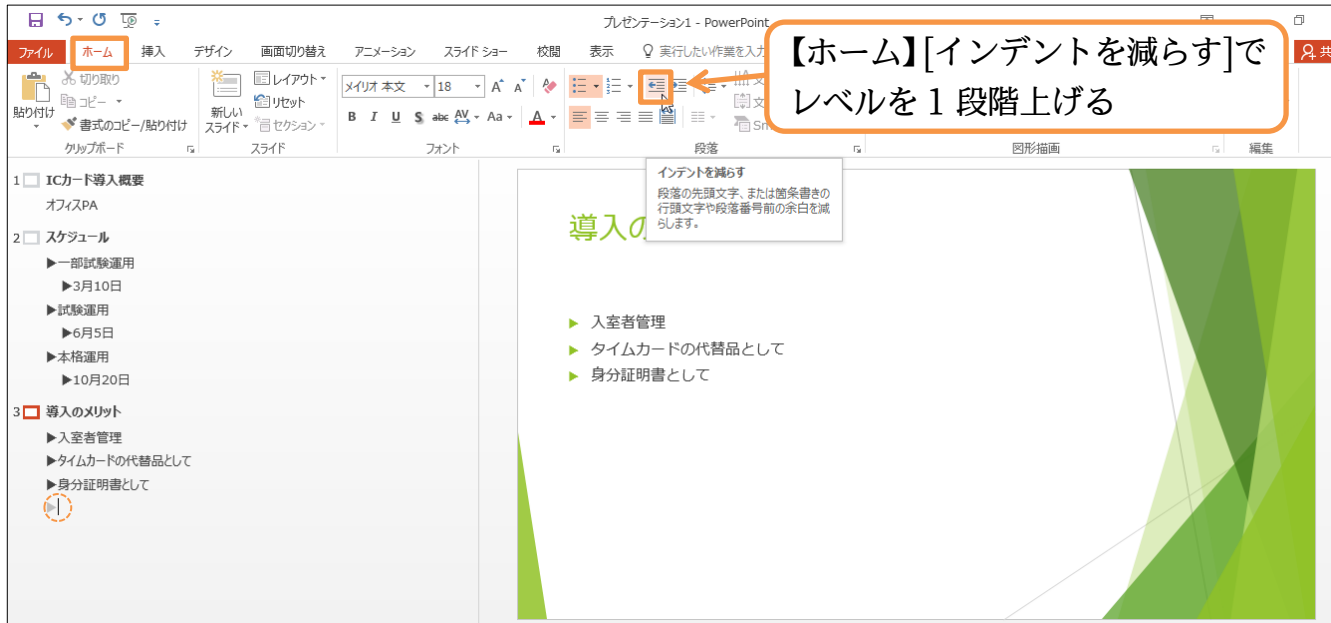 プレゼンテーション1 - PowerPoint
ファイル ホーム 挿入 デザイン 画面切り替え アニメーション スライド ショー 校閲 表示 実行したい作業を入力
【ホーム】[インデントを減らす]で
レベルを1段階上げる
貼り付け
切り取り
コピー
書式のコピー/貼り付け
クリップボード
新しい
スライド
レイアウト
リセット
セクション
スライド
メイリオ 本文 18 A A
B I U S abc AV Aa A
フォント
段落
図形描画
編集
インデントを減らす
段落の先頭文字、または箇条書きの
行頭文字や段落番号前の余白を減
らします。
1 ICカード導入概要
オフィスPA
2 スケジュール
▶一部試験運用
▶3月10日
▶試験運用
▶6月5日
▶本格運用
▶10月20日
3 導入のメリット
▶入室者管理
▶タイムカードの代替品として
▶身分証明書として
導入の
▶ 入室者管理
▶ タイムカードの代替品として
▶ 身分証明書として